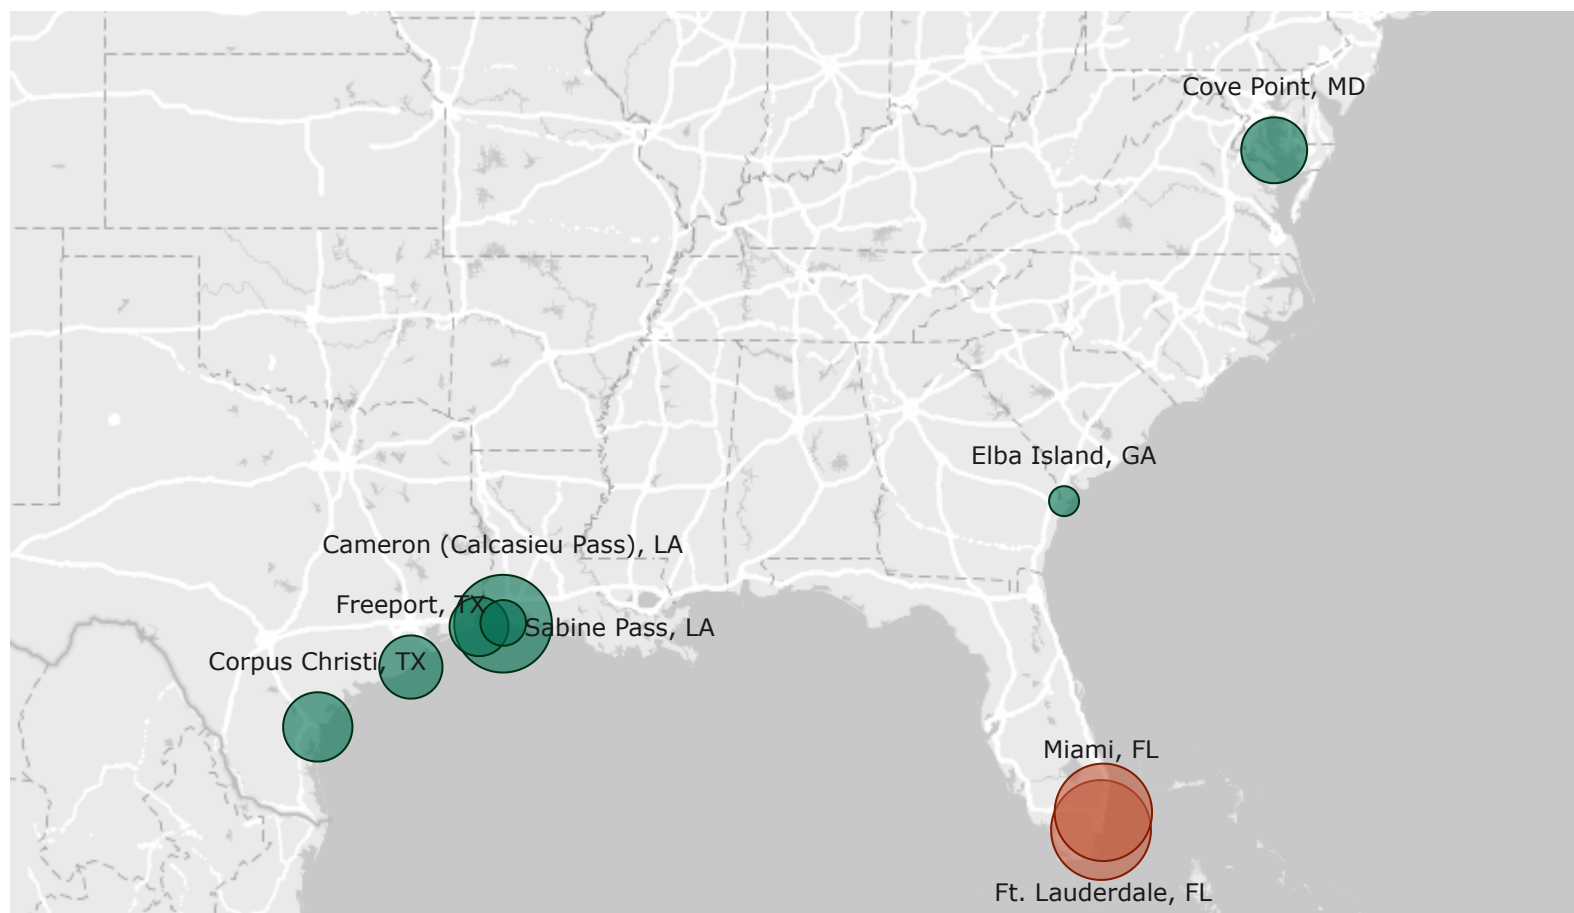 Cove Point, MD
Elba Island, GA
Cameron (Calcasieu Pass), LA
Freeport, TX
Sabine Pass, LA
Corpus Christi, TX
Miami, FL
Ft. Lauderdale, FL